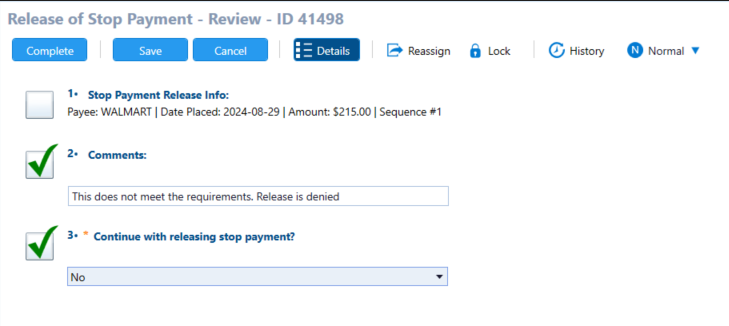 Release of Stop Payment - Review - ID 41498
Complete Save Cancel Details Reassign Lock History N Normal
1• Stop Payment Release Info:
Payee: WALMART | Date Placed: 2024-08-29 | Amount: $215.00 | Sequence #1
2• Comments:
This does not meet the requirements. Release is denied
3• * Continue with releasing stop payment?
No